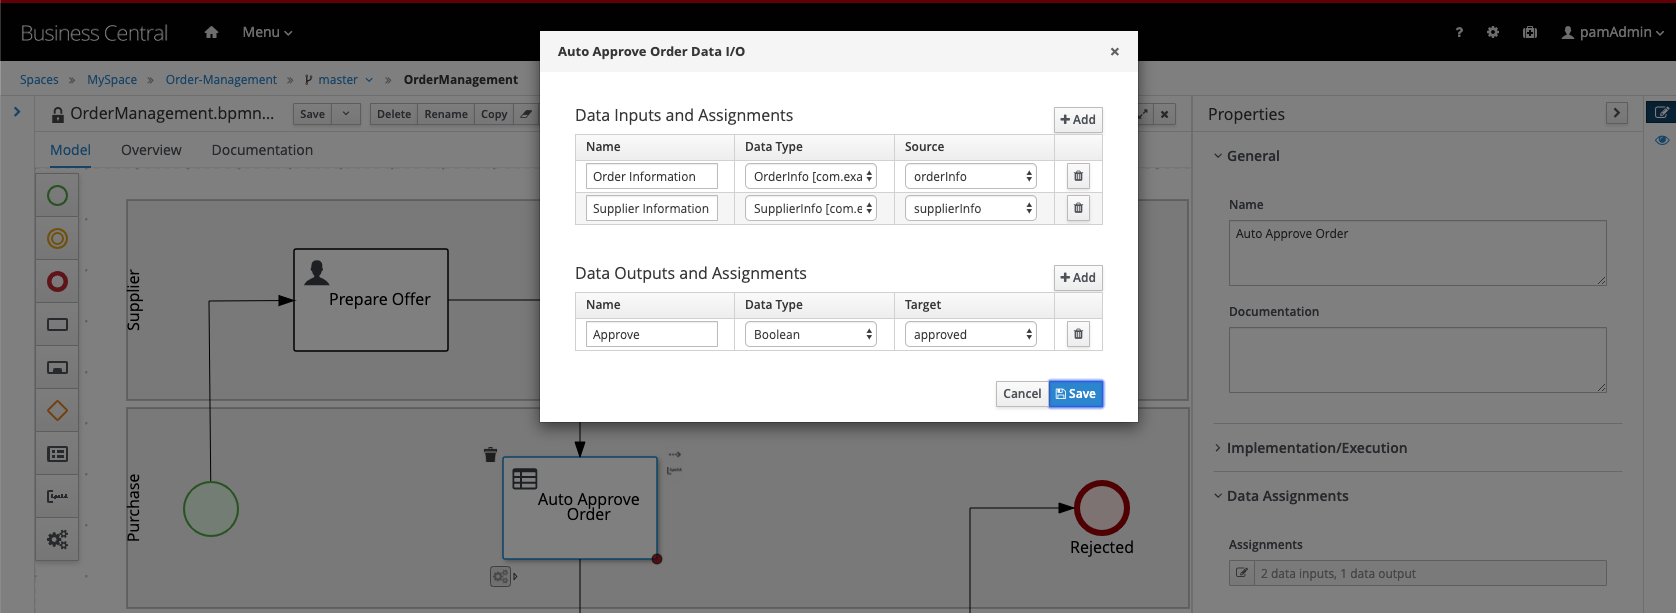 Business Central
Menu
?
pamAdmin
Spaces » MySpace » Order-Management » master » OrderManagement
OrderManagement.bpmn...
Save
Delete
Rename
Copy
Model
Overview
Documentation
Supplier
Prepare Offer
Purchase
Auto Approve
Order
Rejected
Auto Approve Order Data I/O
×
Data Inputs and Assignments
+ Add
Name
Data Type
Source
Order Information
OrderInfo [com.exa
orderInfo
Supplier Information
SupplierInfo [com.e
supplierInfo
Data Outputs and Assignments
+ Add
Name
Data Type
Target
Approve
Boolean
approved
Cancel
Save
Properties
General
Name
Auto Approve Order
Documentation
Implementation/Execution
Data Assignments
Assignments
2 data inputs, 1 data output